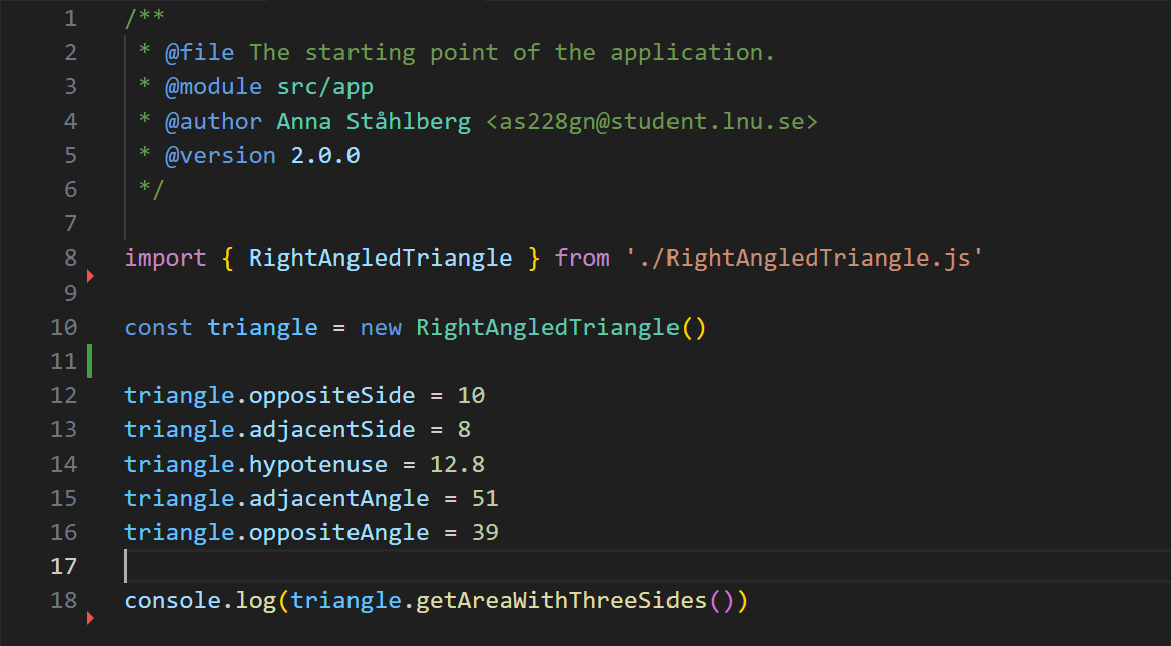 1 /**
2  * @file The starting point of the application.
3  * @module src/app
4  * @author Anna Ståhlberg <as228gn@student.lnu.se>
5  * @version 2.0.0
6  */
7
8 import { RightAngledTriangle } from './RightAngledTriangle.js'
9
10 const triangle = new RightAngledTriangle()
11
12 triangle.oppositeSide = 10
13 triangle.adjacentSide = 8
14 triangle.hypotenuse = 12.8
15 triangle.adjacentAngle = 51
16 triangle.oppositeAngle = 39
17
18 console.log(triangle.getAreaWithThreeSides())